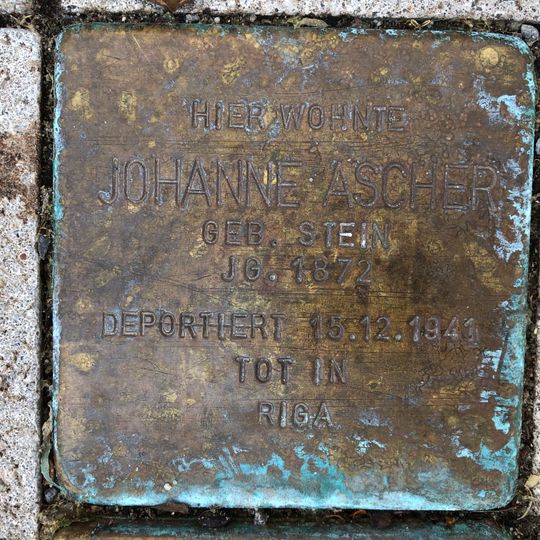 HIER WOHNTE
JOHANNE ASCHER
GEB. STEIN
JG. 1872
DEPORTIERT 15.12.1941
TOT IN
RIGA